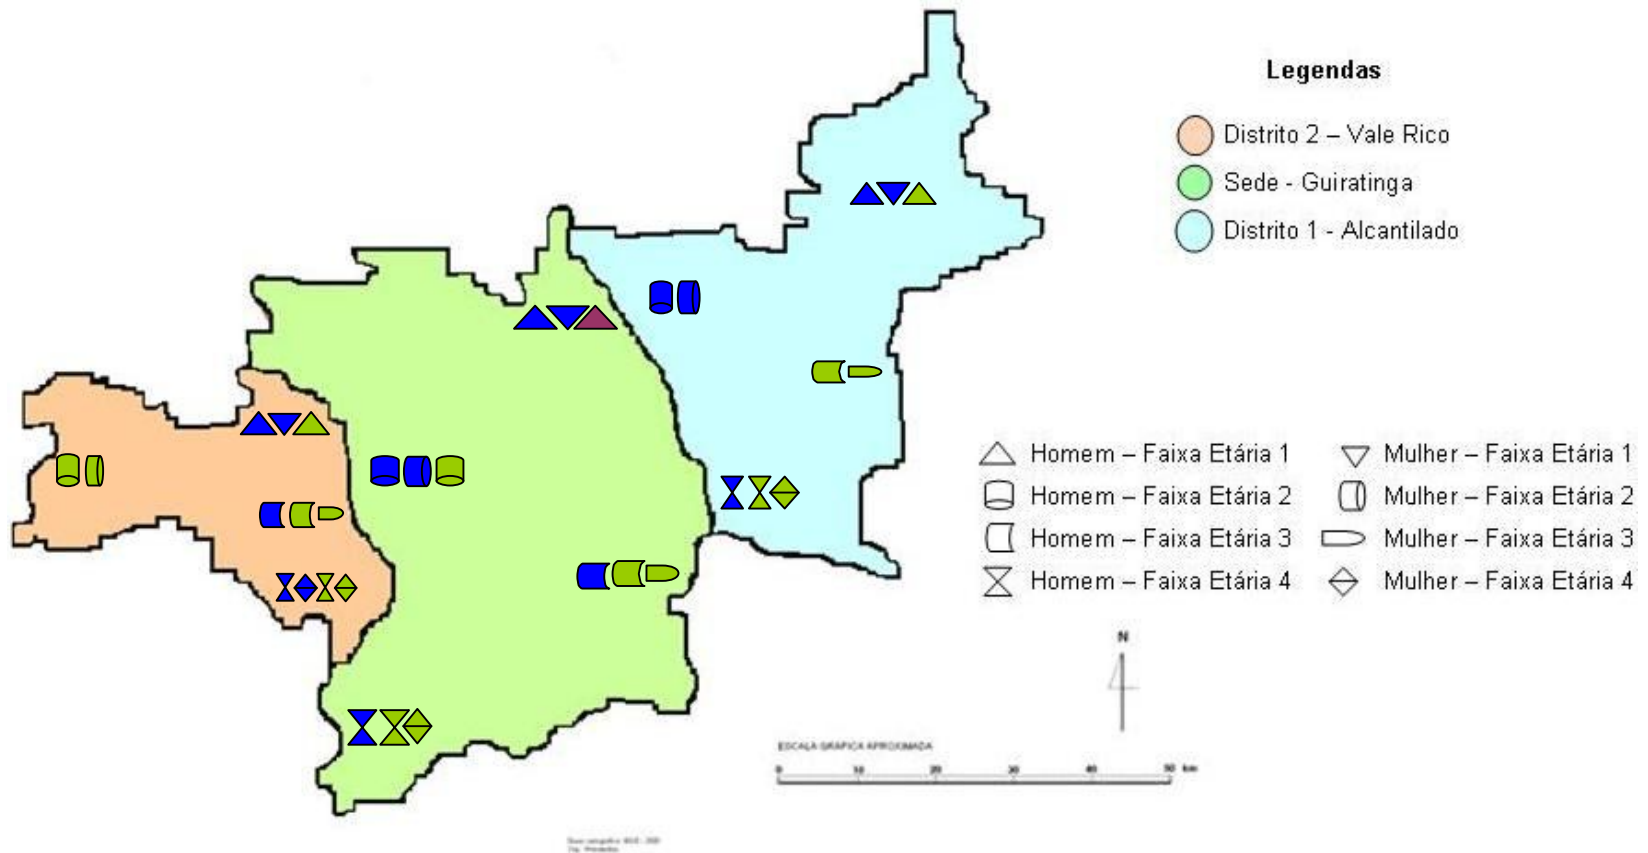 Legendas
Distrito 2 – Vale Rico
Sede - Guiratinga
Distrito 1 - Alcantilado
Homem – Faixa Etária 1
Mulher – Faixa Etária 1
Homem – Faixa Etária 2
Mulher – Faixa Etária 2
Homem – Faixa Etária 3
Mulher – Faixa Etária 3
Homem – Faixa Etária 4
Mulher – Faixa Etária 4
N
ESCALA GRÁFICA APROXIMADA
0 10 20 30 40 50 km